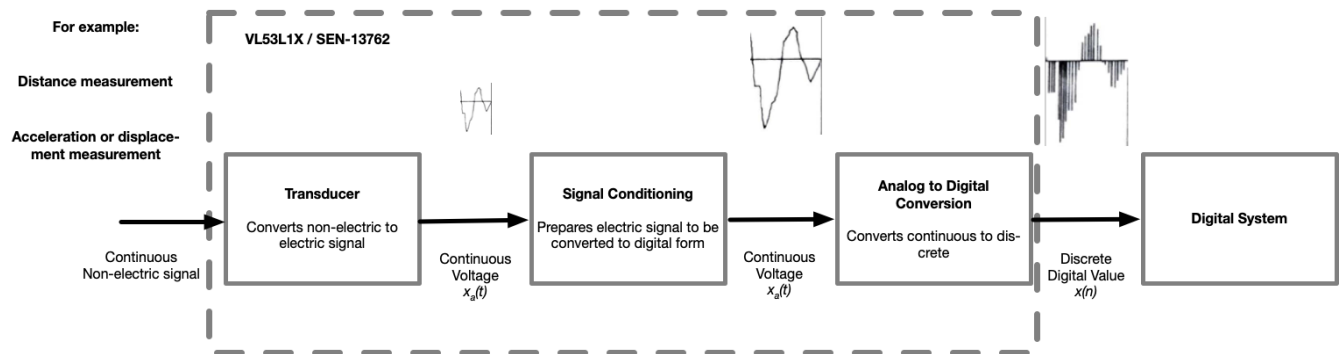 For example:
Distance measurement
Acceleration or displace-
ment measurement
VL53L1X / SEN-13762
Transducer
Converts non-electric to
electric signal
Signal Conditioning
Prepares electric signal to be
converted to digital form
Analog to Digital
Conversion
Converts continuous to dis-
crete
Digital System
Continuous
Non-electric signal
Continuous
Voltage
xₐ(t)
Continuous
Voltage
xₐ(t)
Discrete
Digital Value
x(n)